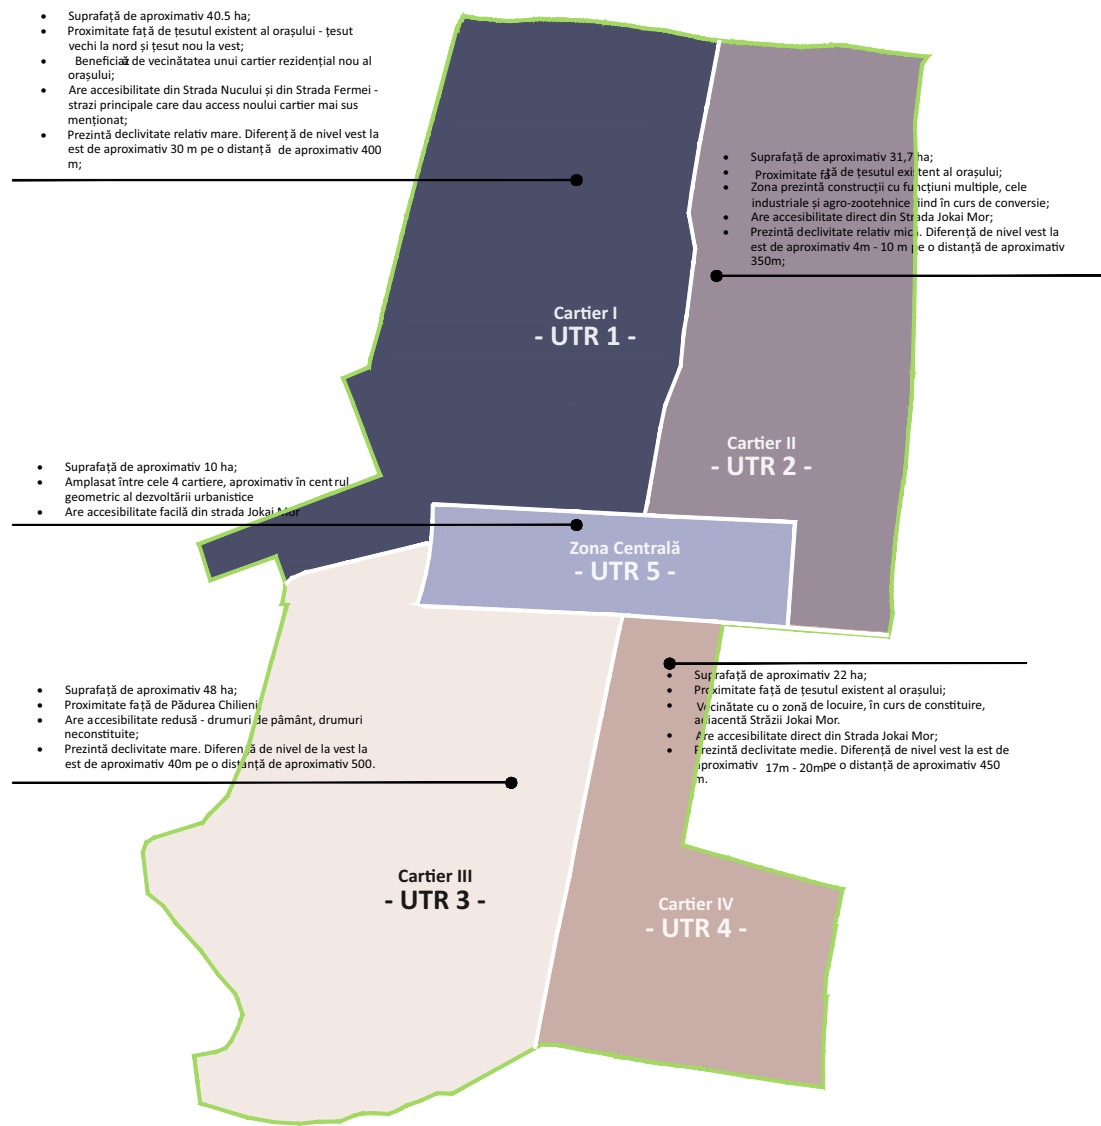 • Suprafață de aproximativ 40.5 ha;
• Proximitate față de țesutul existent al orașului - țesut
vechi la nord și țesut nou la vest;
• Beneficiază de vecinătatea unui cartier rezidențial nou al
orașului;
• Are accesibilitate din Strada Nucului și din Strada Fermei -
strazi principale care dau access noului cartier mai sus
menționat;
• Prezintă declivitate relativ mare. Diferență de nivel vest la
est de aproximativ 30 m pe o distanță de aproximativ 400
m;
• Suprafață de aproximativ 31,7 ha;
• Proximitate față de țesutul existent al orașului;
• Zona prezintă construcții cu funcțiuni multiple, cele
industriale și agro-zootehnice fiind în curs de conversie;
• Are accesibilitate direct din Strada Jokai Mor;
• Prezintă declivitate relativ mică. Diferență de nivel vest la
est de aproximativ 4m - 10 m pe o distanță de aproximativ
350m;
Cartier I
- UTR 1 -
Cartier II
- UTR 2 -
• Suprafață de aproximativ 10 ha;
• Amplasat între cele 4 cartiere, aproximativ în centrul
geometric al dezvoltării urbanistice
• Are accesibilitate facilă din strada Jokai Mor
Zona Centrală
- UTR 5 -
• Suprafață de aproximativ 48 ha;
• Proximitate față de Pădurea Chilieni
• Are accesibilitate redusă - drumuri de pământ, drumuri
neconstituite;
• Prezintă declivitate mare. Diferență de nivel de la vest la
est de aproximativ 40m pe o distanță de aproximativ 500.
• Suprafață de aproximativ 22 ha;
• Proximitate față de țesutul existent al orașului;
• Vecinătate cu o zonă de locuire, în curs de constituire,
adiacentă Străzii Jokai Mor.
• Are accesibilitate direct din Strada Jokai Mor;
• Prezintă declivitate medie. Diferență de nivel vest la est de
aproximativ 17m - 20m pe o distanță de aproximativ 450
m.
Cartier III
- UTR 3 -
Cartier IV
- UTR 4 -